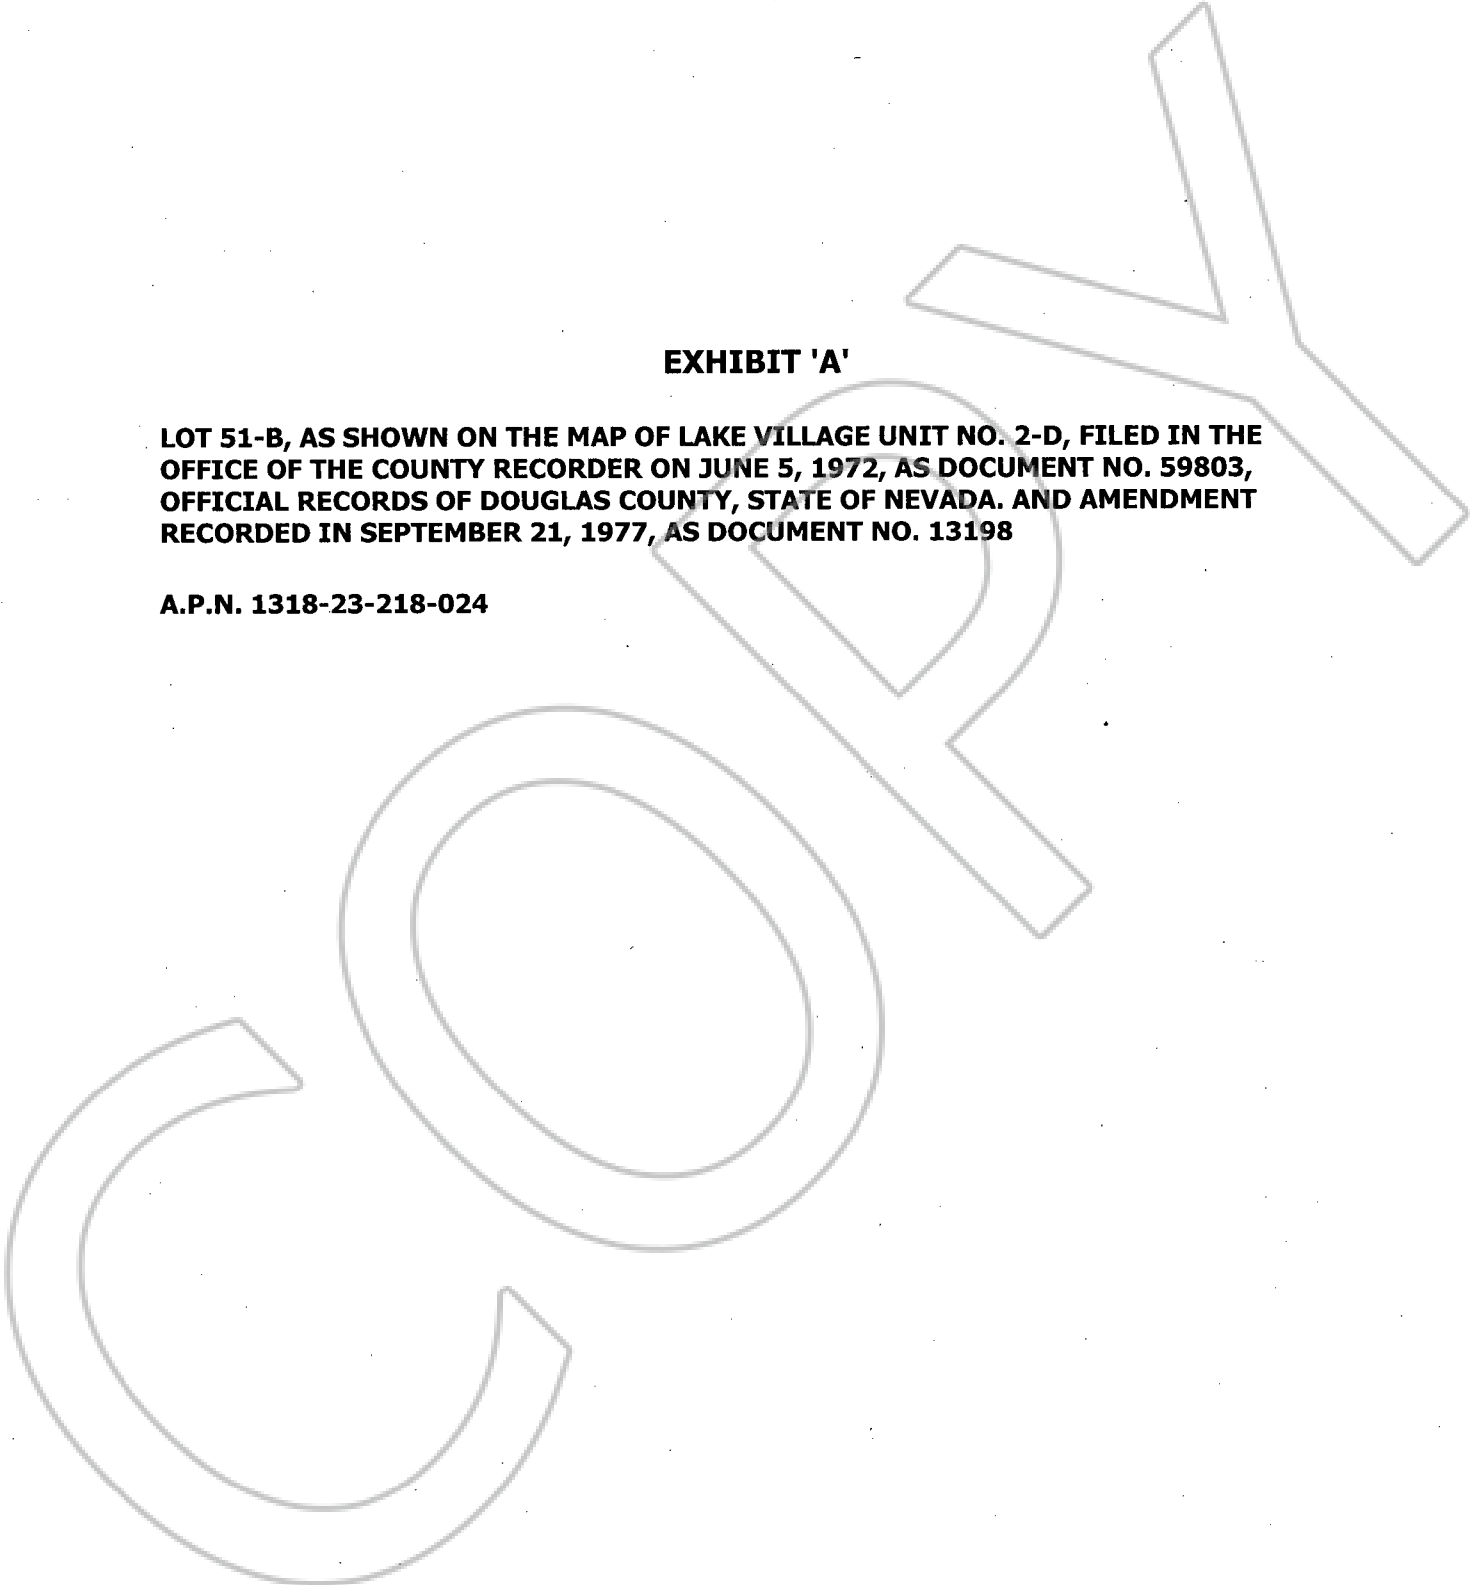 EXHIBIT 'A'
LOT 51-B, AS SHOWN ON THE MAP OF LAKE VILLAGE UNIT NO. 2-D, FILED IN THE
OFFICE OF THE COUNTY RECORDER ON JUNE 5, 1972, AS DOCUMENT NO. 59803,
OFFICIAL RECORDS OF DOUGLAS COUNTY, STATE OF NEVADA. AND AMENDMENT
RECORDED IN SEPTEMBER 21, 1977, AS DOCUMENT NO. 13198
A.P.N. 1318-23-218-024
COPY